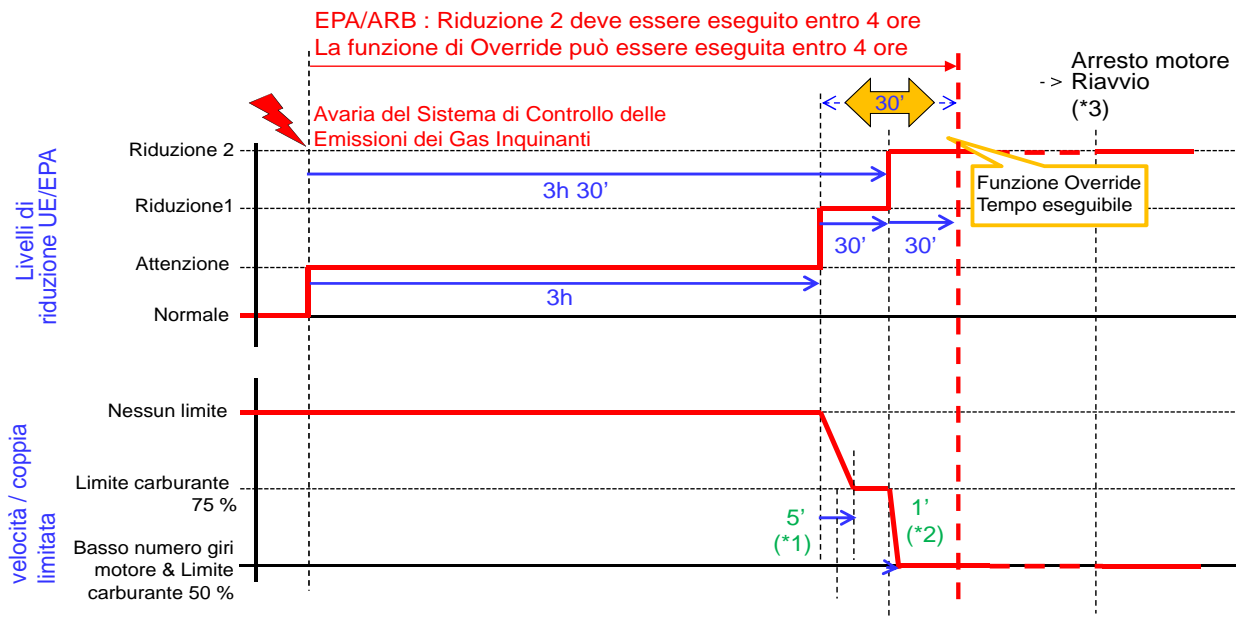 EPA/ARB : Riduzione 2 deve essere eseguito entro 4 ore
La funzione di Override può essere eseguita entro 4 ore
Arresto motore
-> Riavvio
(*3)
30’
Avaria del Sistema di Controllo delle
Emissioni dei Gas Inquinanti
Livelli di
riduzione UE/EPA
Riduzione 2
3h 30’
Funzione Override
Tempo eseguibile
Riduzione1
30’
30’
Attenzione
3h
Normale
velocità / coppia
limitata
Nessun limite
Limite carburante
75 %
5’
(*1)
1’
(*2)
Basso numero giri
motore & Limite
carburante 50 %